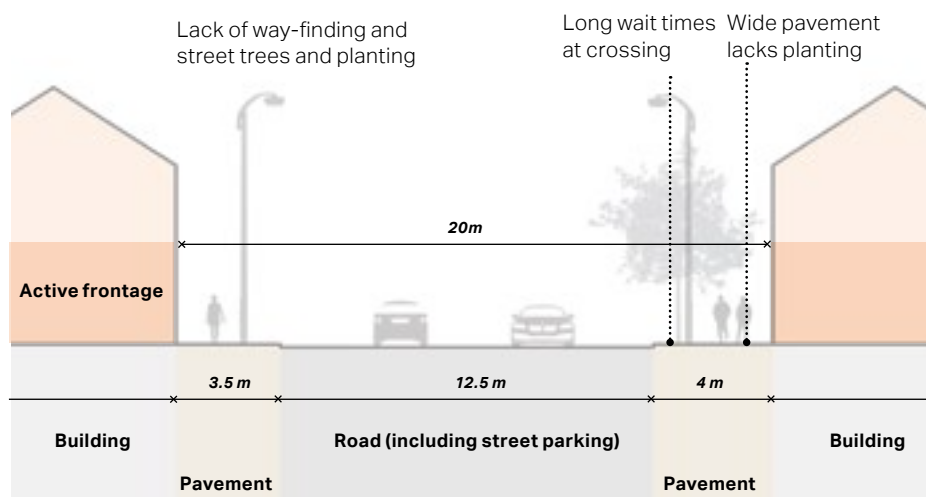 Lack of way-finding and
street trees and planting
Long wait times
at crossing
Wide pavement
lacks planting
20m
Active frontage
3.5 m
12.5 m
4 m
Building
Road (including street parking)
Building
Pavement
Pavement